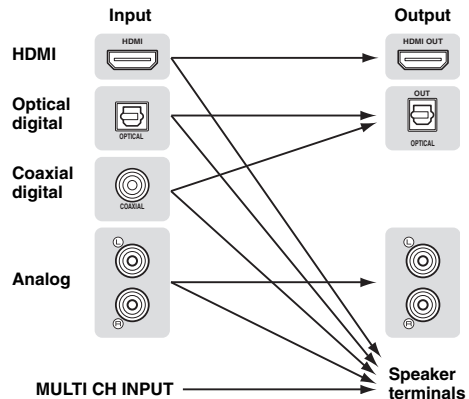 Input Output
HDMI HDMI HDMI OUT
Optical
digital
OPTICAL
OUT
OPTICAL
Coaxial
digital
COAXIAL
Analog
L L
R R
MULTI CH INPUT
Speaker
terminals